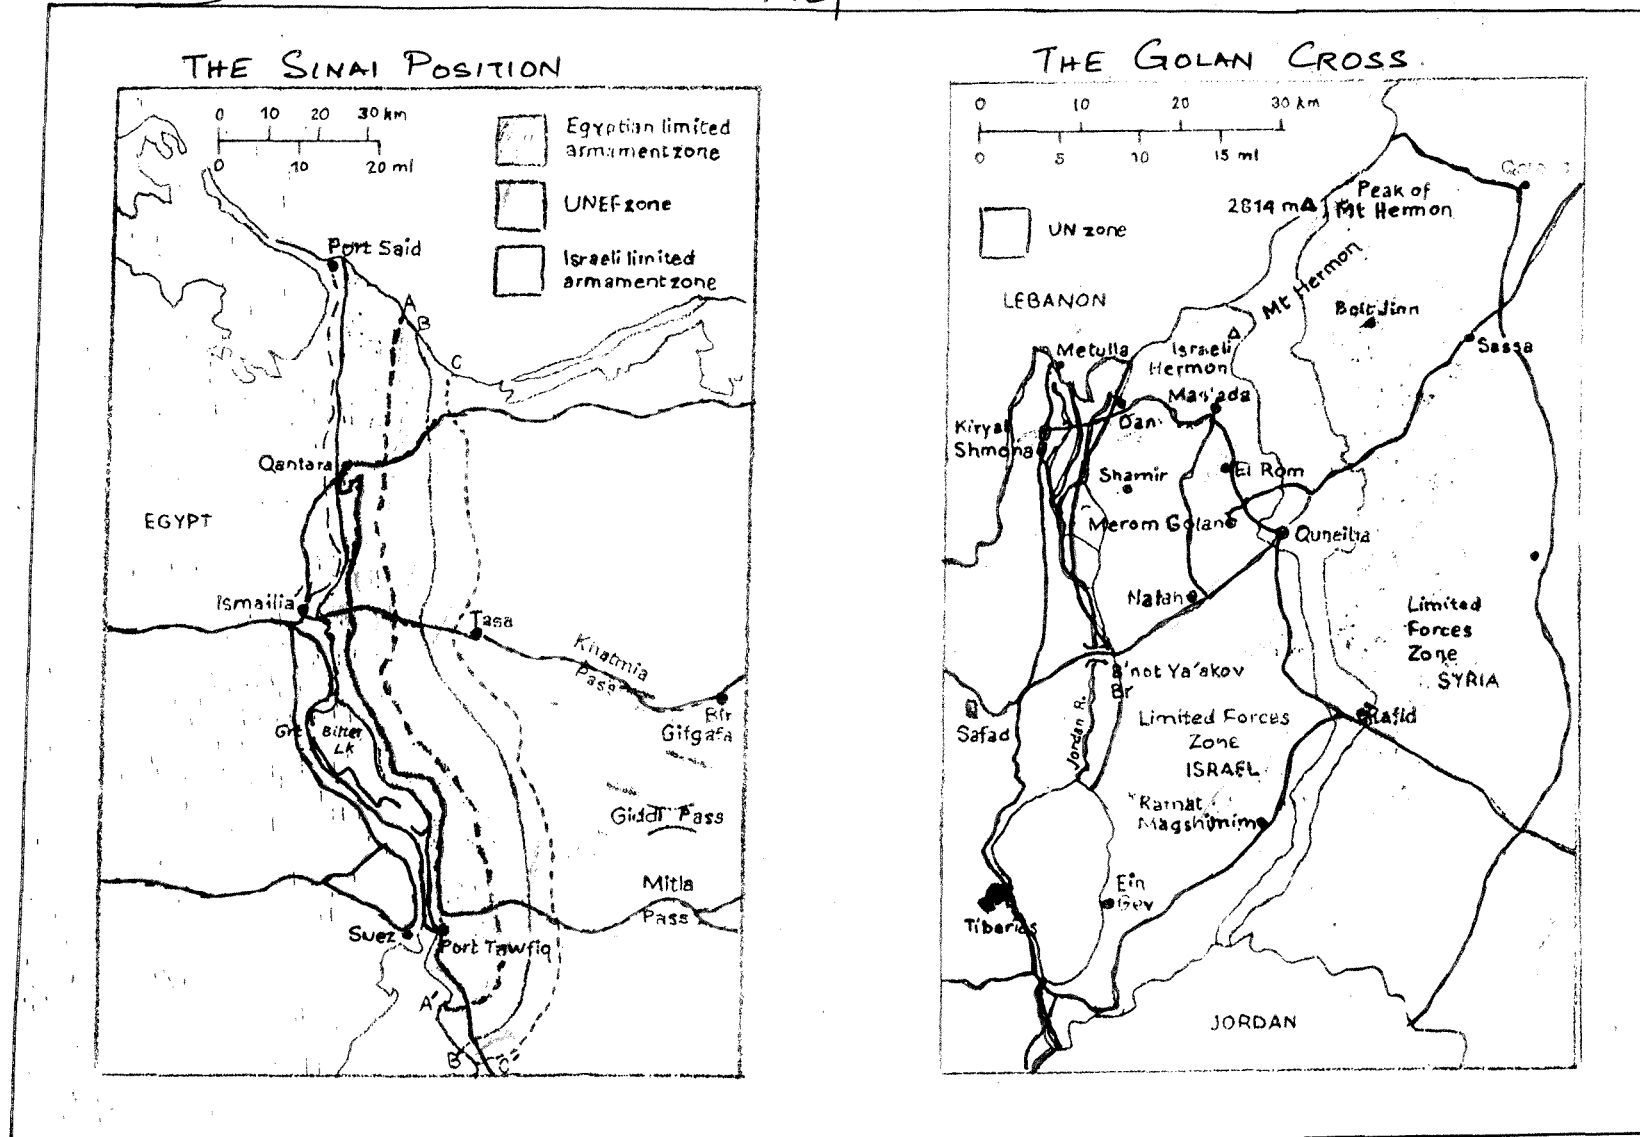 THE SINAI POSITION
0 10 20 30 km
0 10 20 ml
Egyptian limited
armament zone
UNEF zone
Israeli limited
armament zone
Port Said
A
B
C
Qantara
EGYPT
Ismailia
Tasa
Khatmia
Pass
Bir
Gifgafa
Grt
Bitter
Lk
Giddi Pass
Mitla
Pass
Suez
Port Tawfiq
A'
B'
C'
THE GOLAN CROSS
0 10 20 30 km
0 5 10 15 ml
UN zone
2814 m
Peak of
Mt Hermon
LEBANON
Mt Hermon
Metulla
Israeli
Hermon
Sassa
Mas'ada
Kiryat
Shmona
Dan
Shamir
El Rom
Merom Golan
Quneitra
Nafah
B'not Ya'akov
Br
Limited
Forces
Zone
SYRIA
Safad
Jordan R.
Limited Forces
Zone
ISRAEL
Rafid
Ramat
Magshimim
Ein
Gev
Tiberias
JORDAN